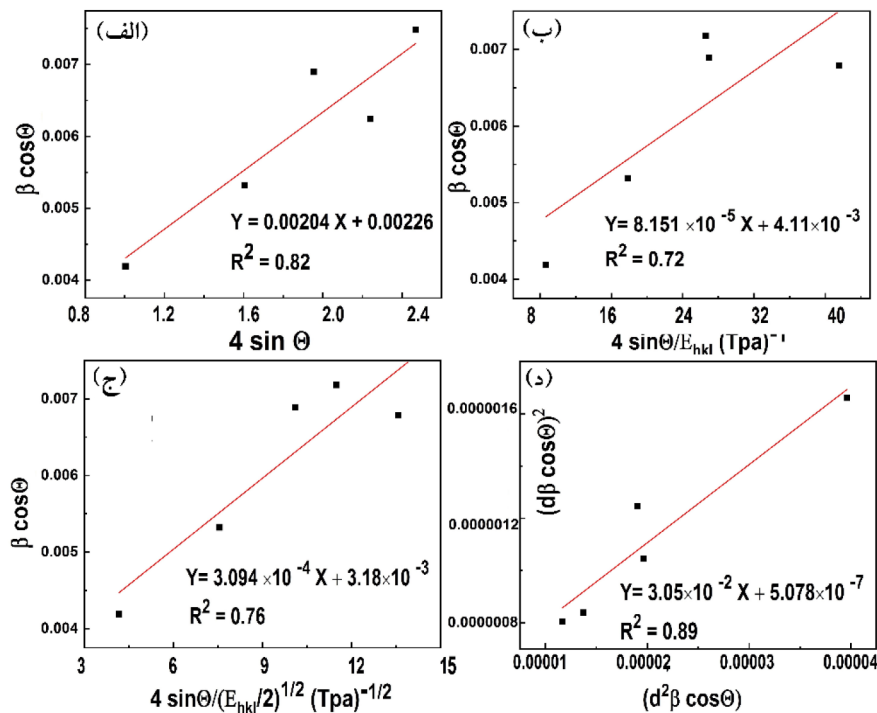 (الف)
0.007
0.006
0.005
0.004
β cosΘ
Y = 0.00204 X + 0.00226
R² = 0.82
0.8 1.2 1.6 2.0 2.4
4 sin Θ
(ب)
0.007
0.006
0.005
0.004
β cosΘ
Y= 8.151 ×10⁻⁵ X + 4.11×10⁻³
R² = 0.72
8 16 24 32 40
4 sinΘ/E_hkl (Tpa)⁻¹
(ج)
0.007
0.006
0.005
0.004
β cosΘ
Y= 3.094 ×10⁻⁴ X + 3.18×10⁻³
R² = 0.76
3 6 9 12 15
4 sinΘ/(E_hkl/2)^1/2 (Tpa)^-1/2
(د)
0.0000016
0.0000012
0.0000008
(dβ cosΘ)²
Y= 3.05×10⁻² X + 5.078×10⁻⁷
R² = 0.89
0.00001 0.00002 0.00003 0.00004
(d²β cosΘ)